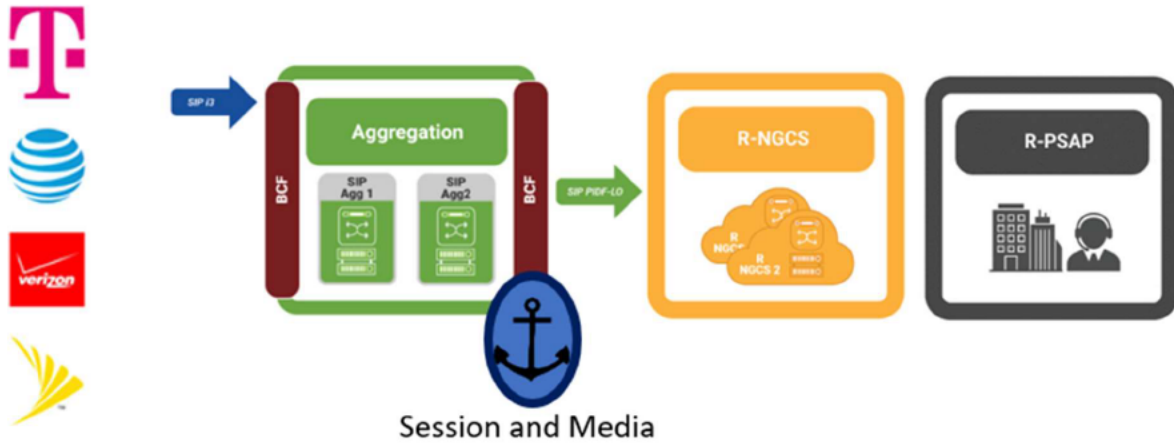 T
TM
verizon
SIP i3
BCF
Aggregation
SIP
Agg 1
SIP
Agg2
BCF
SIP PIDF-LO
R-NGCS
R
NGCS
R
NGCS 2
R-PSAP
Session and Media